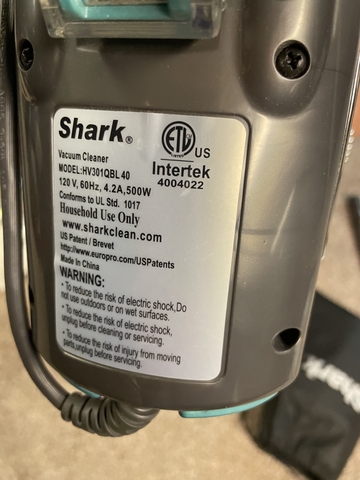 Shark®
ETL
US
Intertek
4004022
Vacuum Cleaner
MODEL:HV301QBL 40
120 V, 60Hz, 4.2A,500W
Conforms to UL Std. 1017
Household Use Only
www.sharkclean.com
US Patent / Brevet
http://www.europro.com/USPatents
Made In China
WARNING:
· To reduce the risk of electric shock,Do
not use outdoors or on wet surfaces.
· To reduce the risk of electric shock,
unplug before cleaning or servicing.
· To reduce the risk of injury from moving
parts,unplug before servicing.
Shark